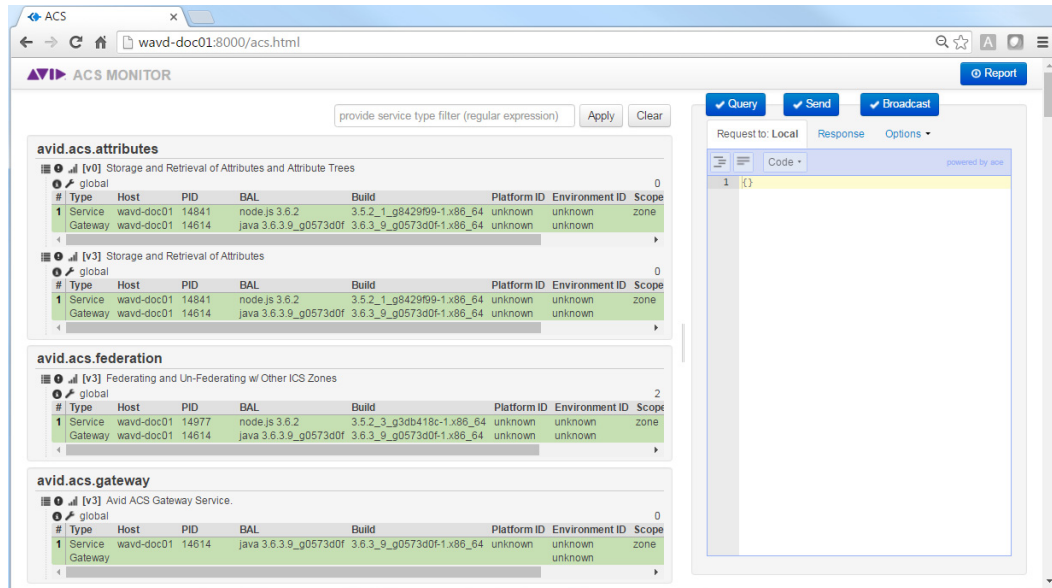 ACS
wavd-doc01:8000/acs.html
AVID ACS MONITOR
Report
provide service type filter (regular expression) Apply Clear
avid.acs.attributes
[v0] Storage and Retrieval of Attributes and Attribute Trees
global 0
# Type Host PID BAL Build Platform ID Environment ID Scope
1 Service wavd-doc01 14841 node.js 3.6.2 3.5.2_1_g8429f99-1.x86_64 unknown unknown zone
Gateway wavd-doc01 14614 java 3.6.3.9_g0573d0f 3.6.3_9_g0573d0f-1.x86_64 unknown unknown
[v3] Storage and Retrieval of Attributes
global 0
# Type Host PID BAL Build Platform ID Environment ID Scope
1 Service wavd-doc01 14841 node.js 3.6.2 3.5.2_1_g8429f99-1.x86_64 unknown unknown zone
Gateway wavd-doc01 14614 java 3.6.3.9_g0573d0f 3.6.3_9_g0573d0f-1.x86_64 unknown unknown
avid.acs.federation
[v3] Federating and Un-Federating w/ Other ICS Zones
global 2
# Type Host PID BAL Build Platform ID Environment ID Scope
1 Service wavd-doc01 14977 node.js 3.6.2 3.5.2_3_g3db418c-1.x86_64 unknown unknown zone
Gateway wavd-doc01 14614 java 3.6.3.9_g0573d0f 3.6.3_9_g0573d0f-1.x86_64 unknown unknown
avid.acs.gateway
[v3] Avid ACS Gateway Service.
global 0
# Type Host PID BAL Build Platform ID Environment ID Scope
1 Service wavd-doc01 14614 java 3.6.3.9_g0573d0f 3.6.3_9_g0573d0f-1.x86_64 unknown unknown zone
Gateway unknown
Query Send Broadcast
Request to: Local Response Options
Code powered by ace
1 {}